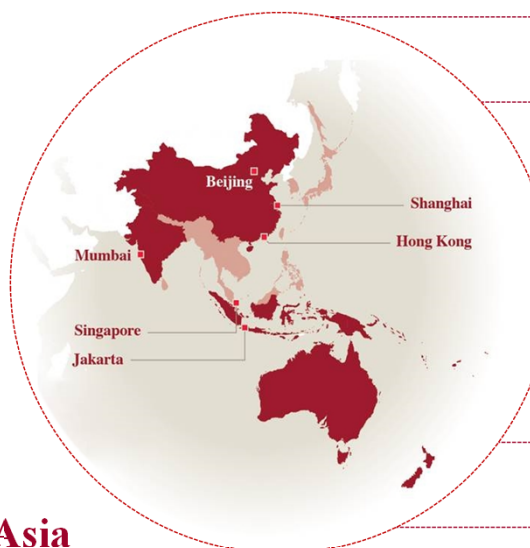 Beijing
Shanghai
Hong Kong
Mumbai
Singapore
Jakarta
Asia